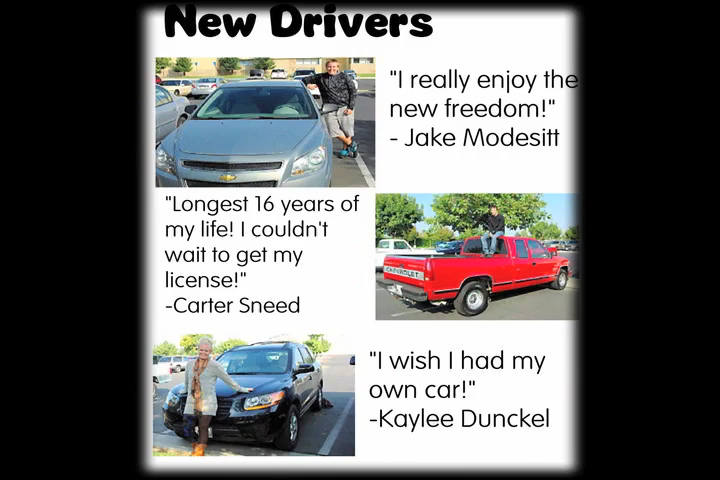 New Drivers
"I really enjoy the
new freedom!"
- Jake Modesitt
"Longest 16 years of
my life! I couldn't
wait to get my
license!"
-Carter Sneed
CHEVROLET
"I wish I had my
own car!"
-Kaylee Dunckel